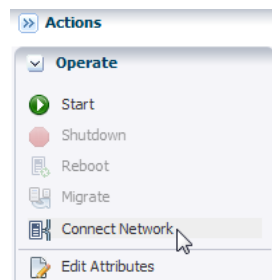 Actions
Operate
Start
Shutdown
Reboot
Migrate
Connect Network
Edit Attributes